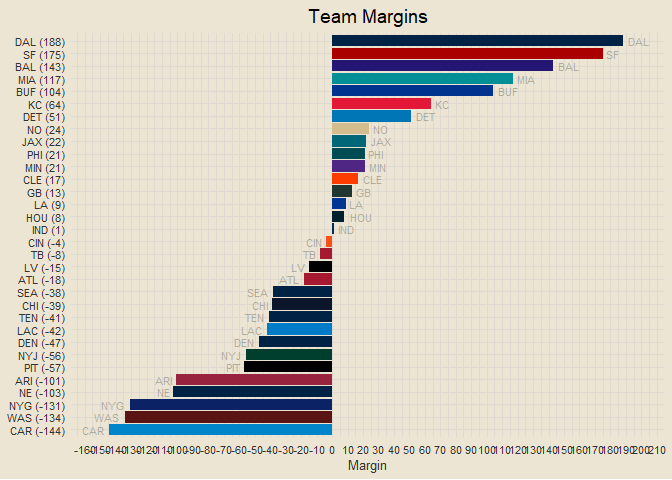 Team Margins
DAL (188) DAL
SF (175) SF
BAL (143) BAL
MIA (117) MIA
BUF (104) BUF
KC (64) KC
DET (51) DET
NO (24) NO
JAX (22) JAX
PHI (21) PHI
MIN (21) MIN
CLE (17) CLE
GB (13) GB
LA (9) LA
HOU (8) HOU
IND (1) IND
CIN (-4) CIN
TB (-8) TB
LV (-15) LV
ATL (-18) ATL
SEA (-38) SEA
CHI (-39) CHI
TEN (-41) TEN
LAC (-42) LAC
DEN (-47) DEN
NYJ (-56) NYJ
PIT (-57) PIT
ARI (-101) ARI
NE (-103) NE
NYG (-131) NYG
WAS (-134) WAS
CAR (-144) CAR
-160 -150 -140 -130 -120 -110 -100 -90 -80 -70 -60 -50 -40 -30 -20 -10 0 10 20 30 40 50 60 70 80 90 100 110 120 130 140 150 160 170 180 190 200 210
Margin